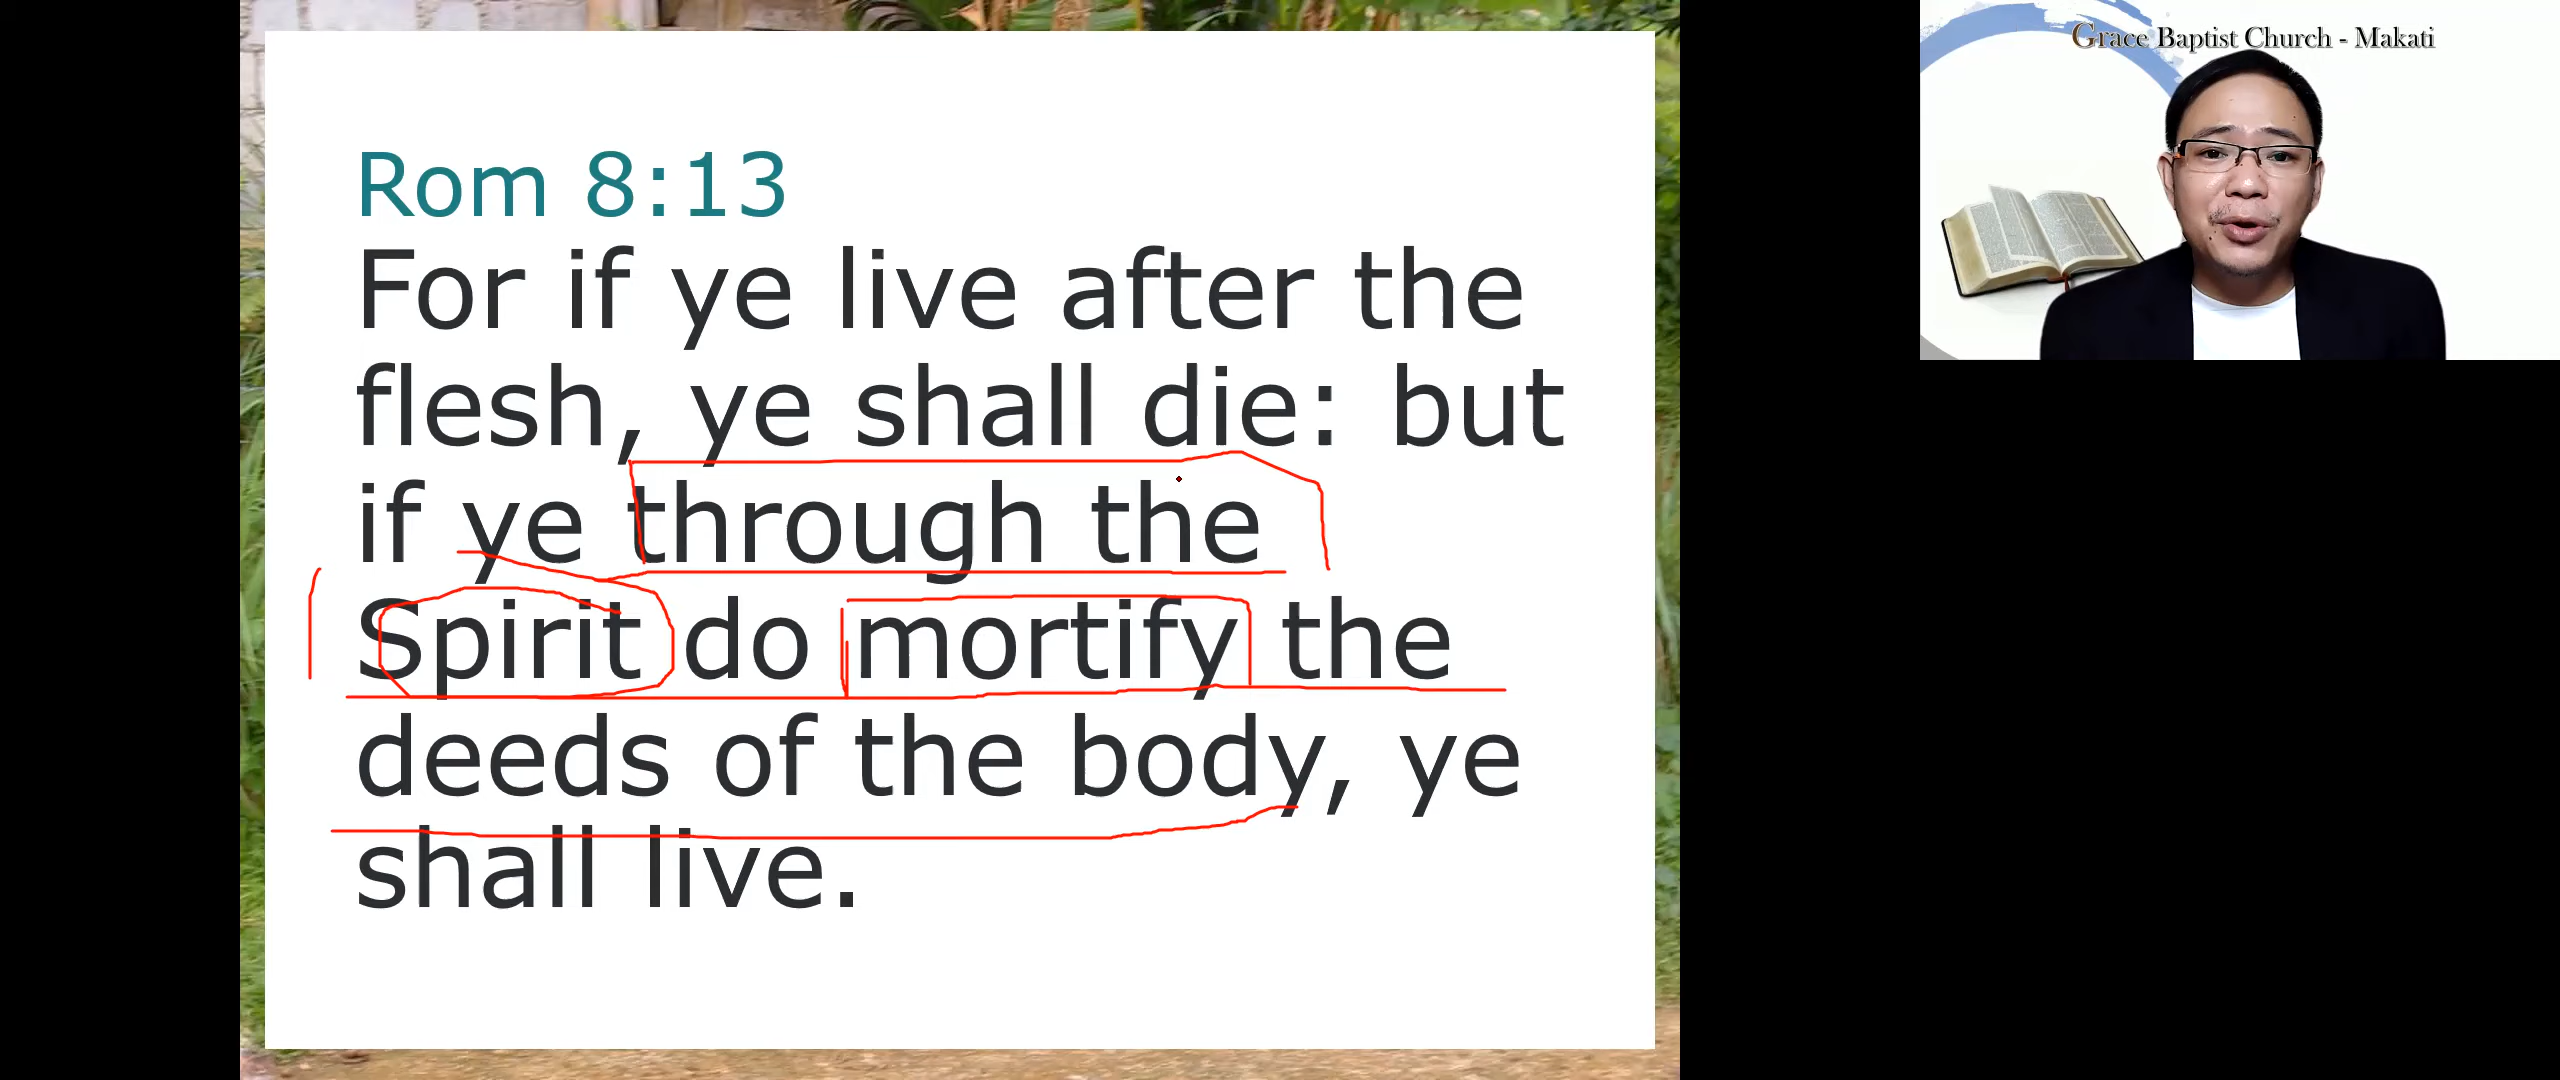 Rom 8:13
For if ye live after the
flesh, ye shall die: but
if ye through the
Spirit do mortify the
deeds of the body, ye
shall live.
Grace Baptist Church - Makati